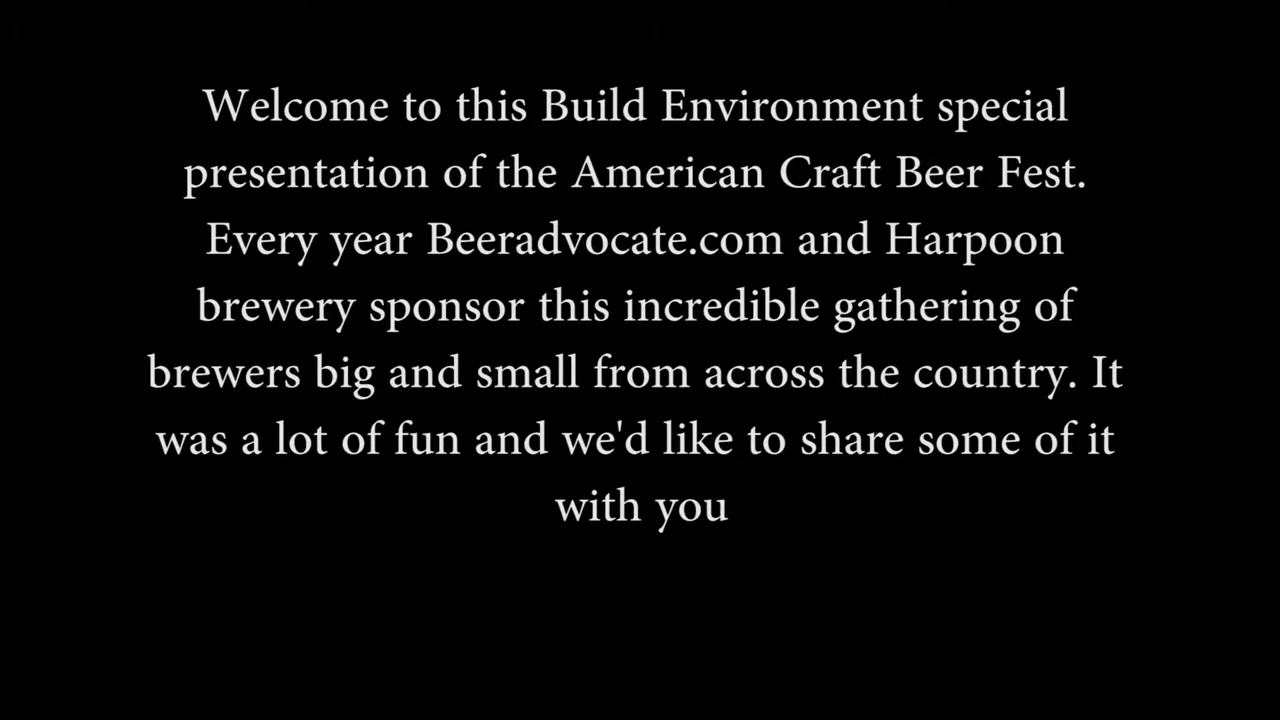 Welcome to this Build Environment special
presentation of the American Craft Beer Fest.
Every year Beeradvocate.com and Harpoon
brewery sponsor this incredible gathering of
brewers big and small from across the country. It
was a lot of fun and we'd like to share some of it
with you